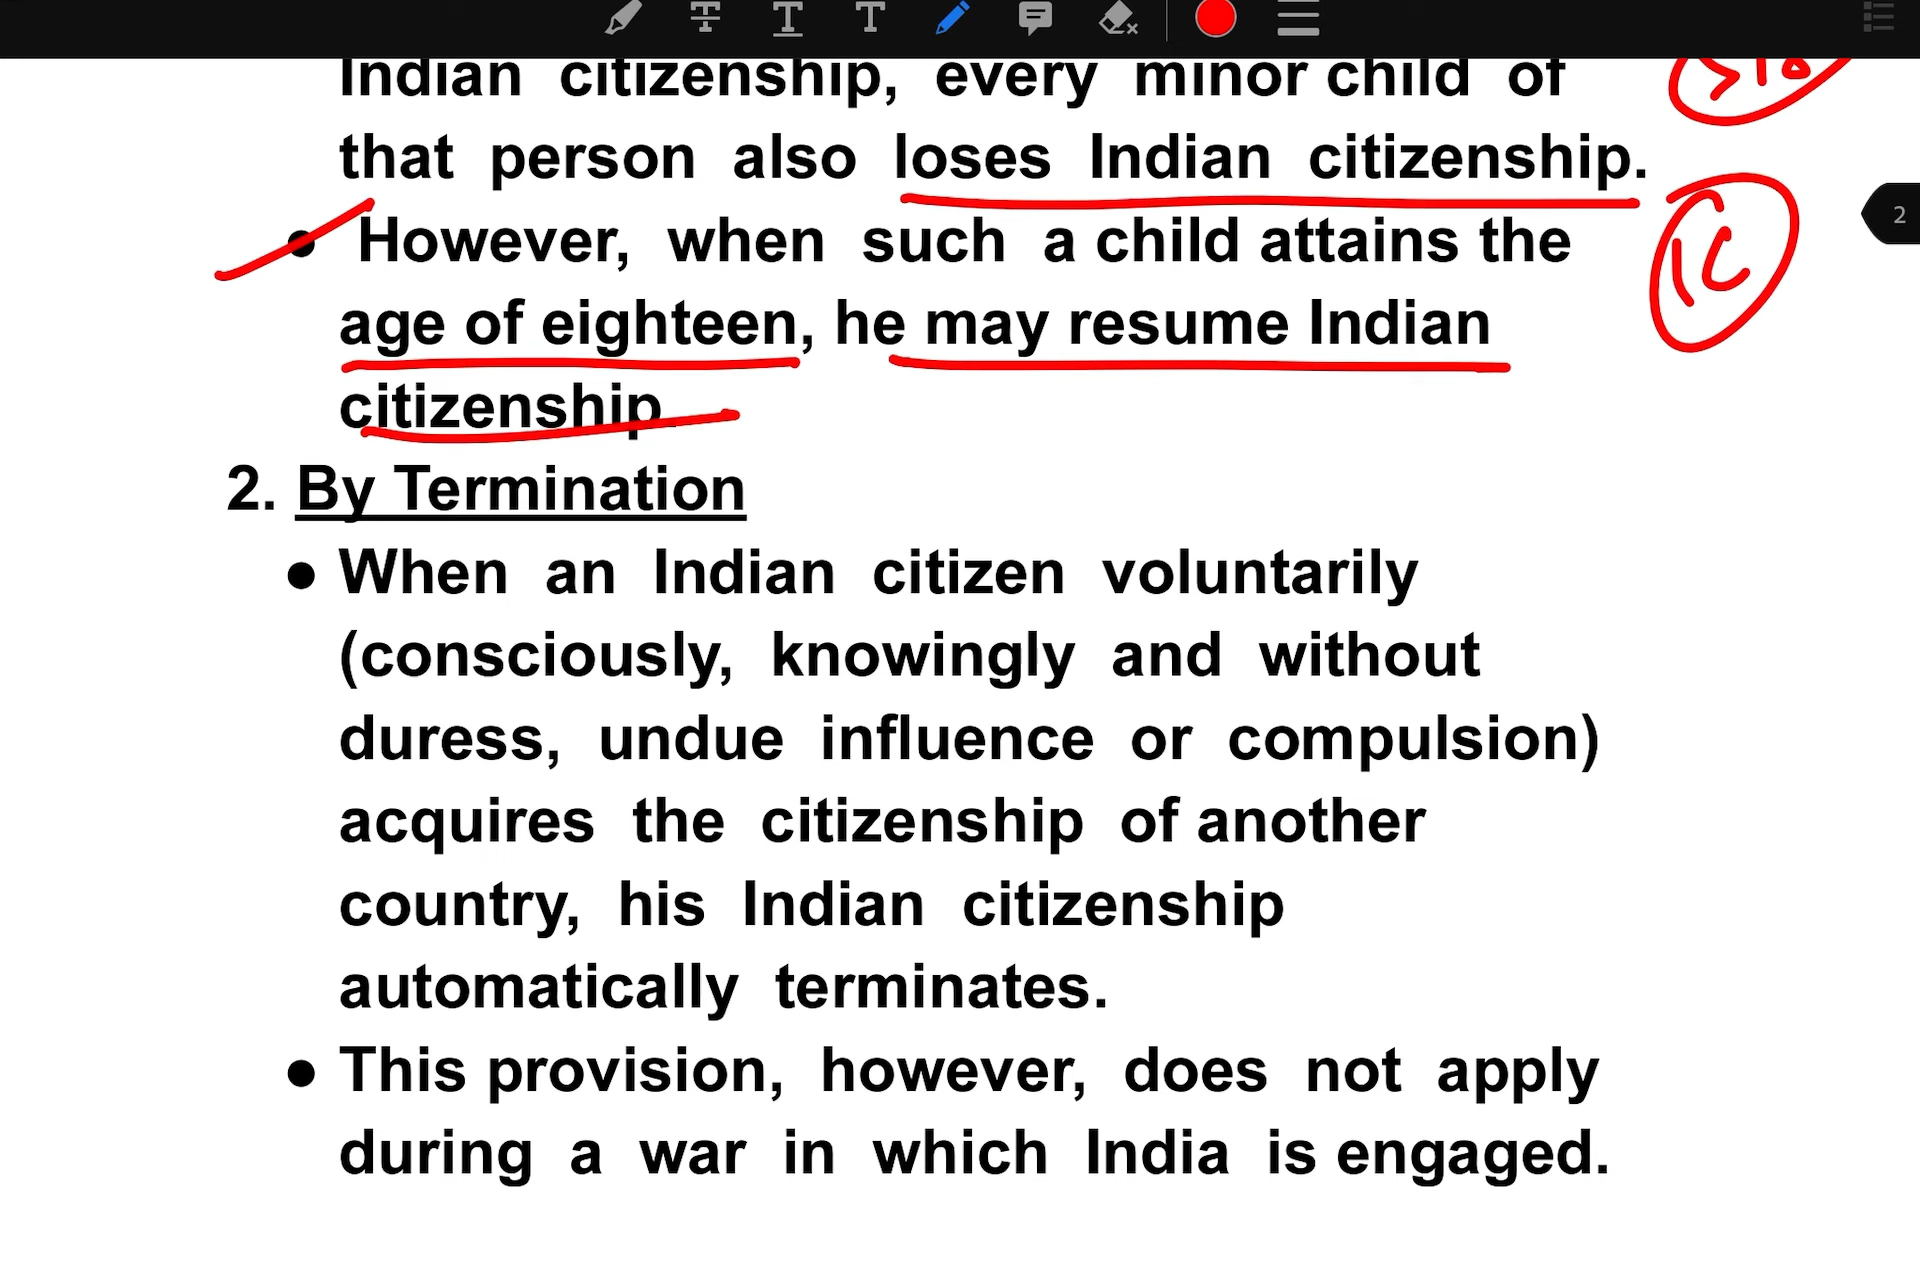 Indian citizenship, every minor child of
>18
that person also loses Indian citizenship.
● However, when such a child attains the
IC
age of eighteen, he may resume Indian
citizenship.
2. By Termination
● When an Indian citizen voluntarily
(consciously, knowingly and without
duress, undue influence or compulsion)
acquires the citizenship of another
country, his Indian citizenship
automatically terminates.
● This provision, however, does not apply
during a war in which India is engaged.
2